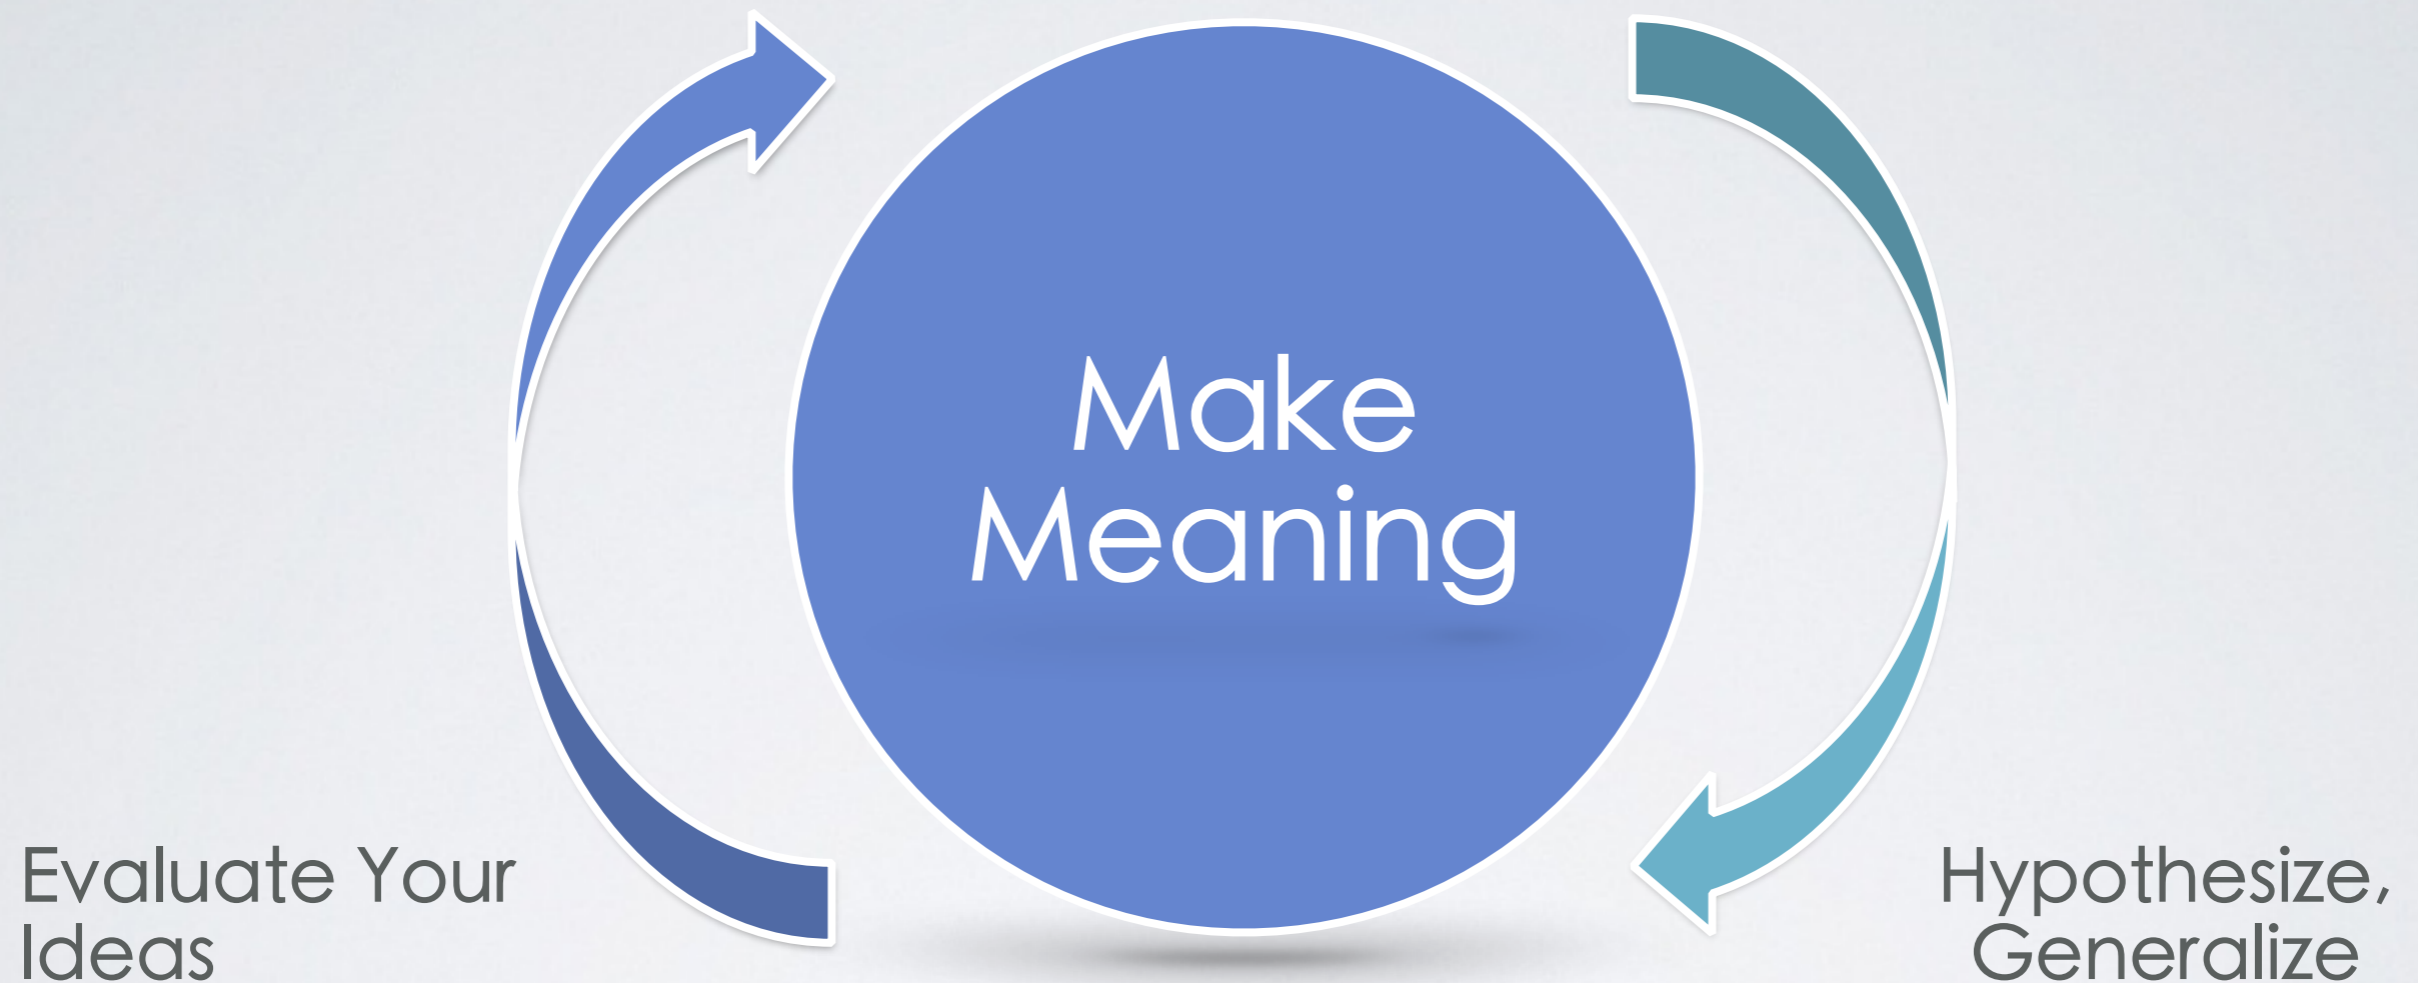 Make
Meaning
Evaluate Your
Ideas
Hypothesize,
Generalize